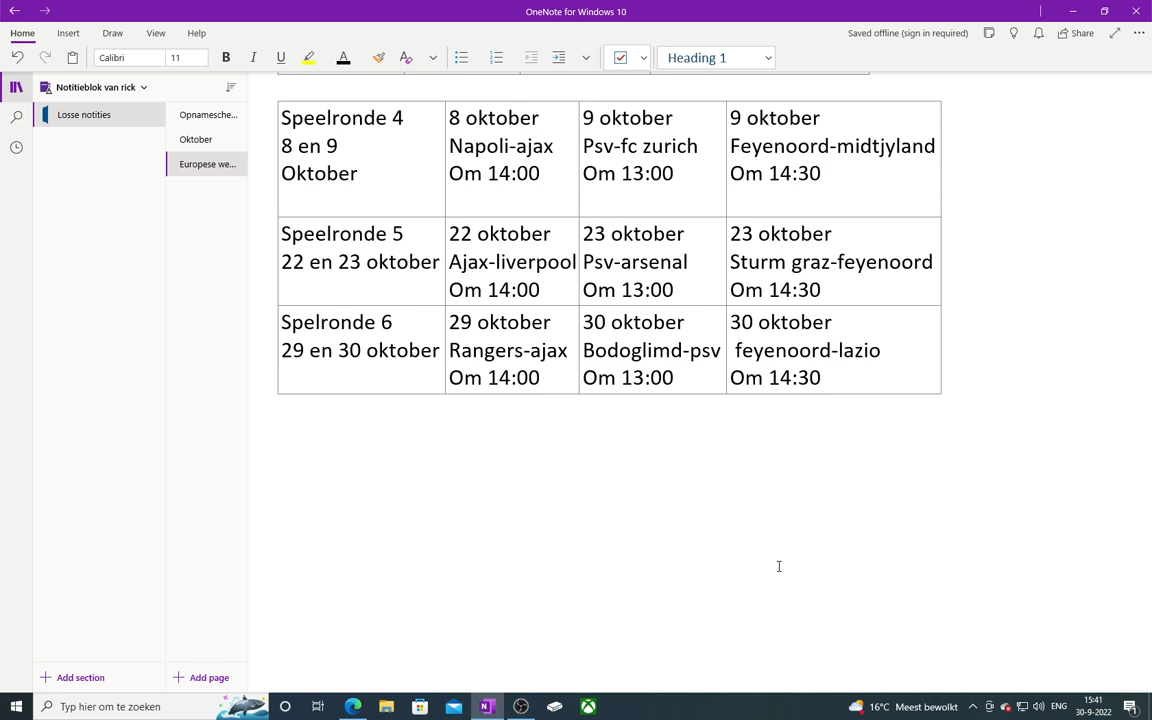 OneNote for Windows 10
Home Insert Draw View Help
Saved offline (sign in required)
Share
Calibri 11 B I U A Heading 1
Notitieblok van rick
Losse notities
Opnamesche...
Oktober
Europese we...
Speelronde 4
8 en 9
Oktober
8 oktober
Napoli-ajax
Om 14:00
9 oktober
Psv-fc zurich
Om 13:00
9 oktober
Feyenoord-midtjyland
Om 14:30
Speelronde 5
22 en 23 oktober
22 oktober
Ajax-liverpool
Om 14:00
23 oktober
Psv-arsenal
Om 13:00
23 oktober
Sturm graz-feyenoord
Om 14:30
Spelronde 6
29 en 30 oktober
29 oktober
Rangers-ajax
Om 14:00
30 oktober
Bodoglimd-psv
Om 13:00
30 oktober
feyenoord-lazio
Om 14:30
Add section
Add page
Typ hier om te zoeken
16°C Meest bewolkt
ENG
15:41
30-9-2022
1